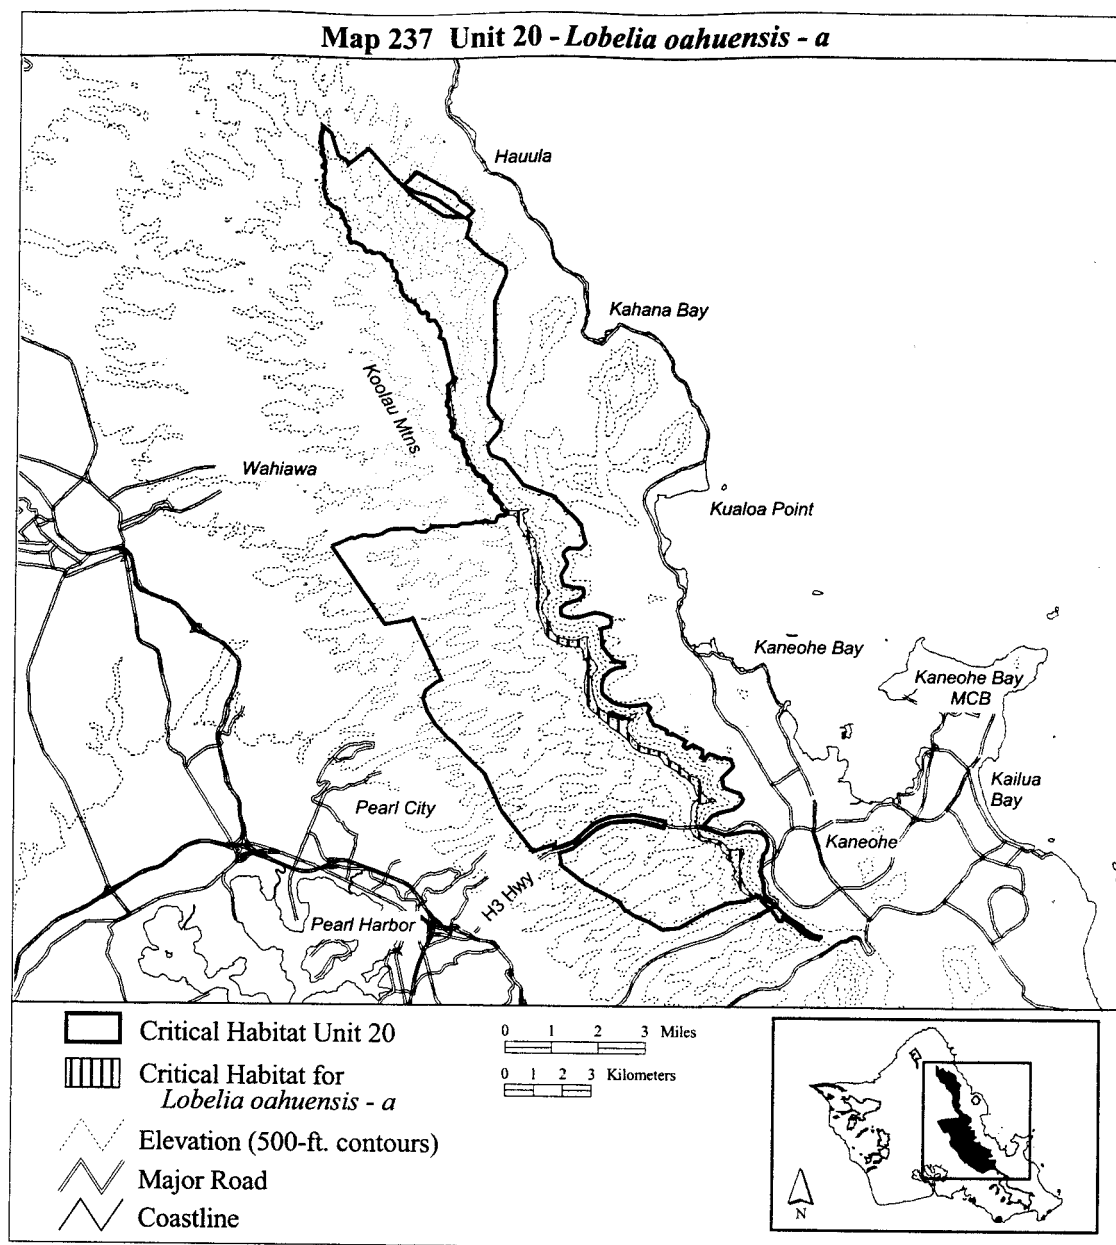 Map 237 Unit 20 - Lobelia oahuensis - a
Hauula
Kahana Bay
Koolau Mtns
Wahiawa
Kualoa Point
Kaneohe Bay
Kaneohe Bay
MCB
Kailua
Bay
Pearl City
Kaneohe
H3 Hwy
Pearl Harbor
Critical Habitat Unit 20
Critical Habitat for
Lobelia oahuensis - a
Elevation (500-ft. contours)
Major Road
Coastline
0 1 2 3 Miles
0 1 2 3 Kilometers
N